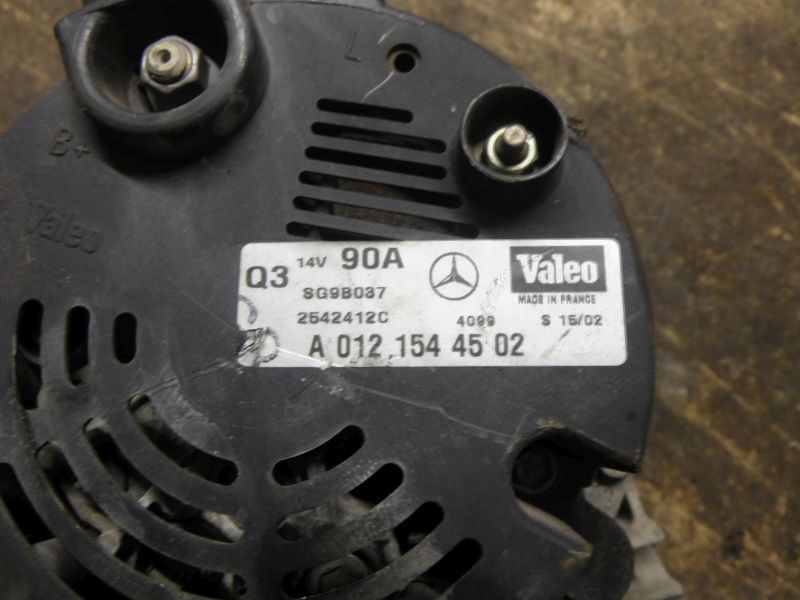 L
B+
Valeo
Q3 14V 90A
SG9B037
Valeo
MADE IN FRANCE
2542412C 4099 S 15/02
A 012 154 45 02